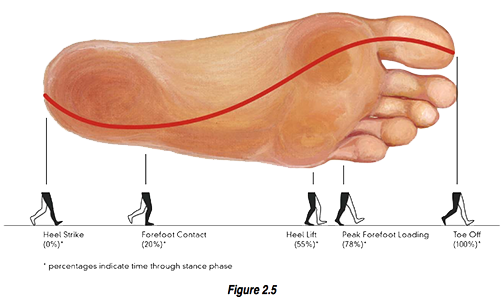 Heel Strike Forefoot Contact Heel Lift Peak Forefoot Loading Toe Off
(0%)* (20%)* (55%)* (78%)* (100%)*
* percentages indicate time through stance phase
Figure 2.5